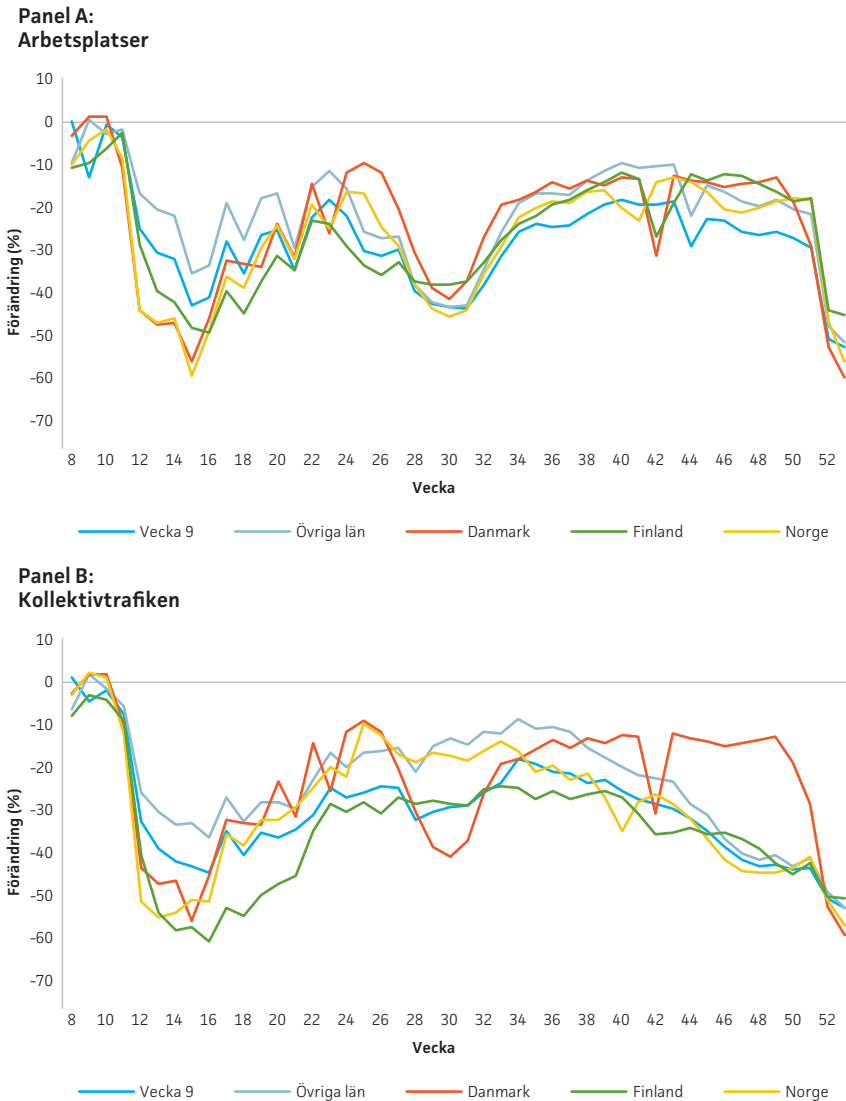 Panel A:
Arbetsplatser
10
0
-10
-20
-30
-40
-50
-60
-70
Förändring (%)
8 10 12 14 16 18 20 22 24 26 28 30 32 34 36 38 40 42 44 46 48 50 52
Vecka
Vecka 9 Övriga län Danmark Finland Norge
Panel B:
Kollektivtrafiken
10
0
-10
-20
-30
-40
-50
-60
-70
Förändring (%)
8 10 12 14 16 18 20 22 24 26 28 30 32 34 36 38 40 42 44 46 48 50 52
Vecka
Vecka 9 Övriga län Danmark Finland Norge